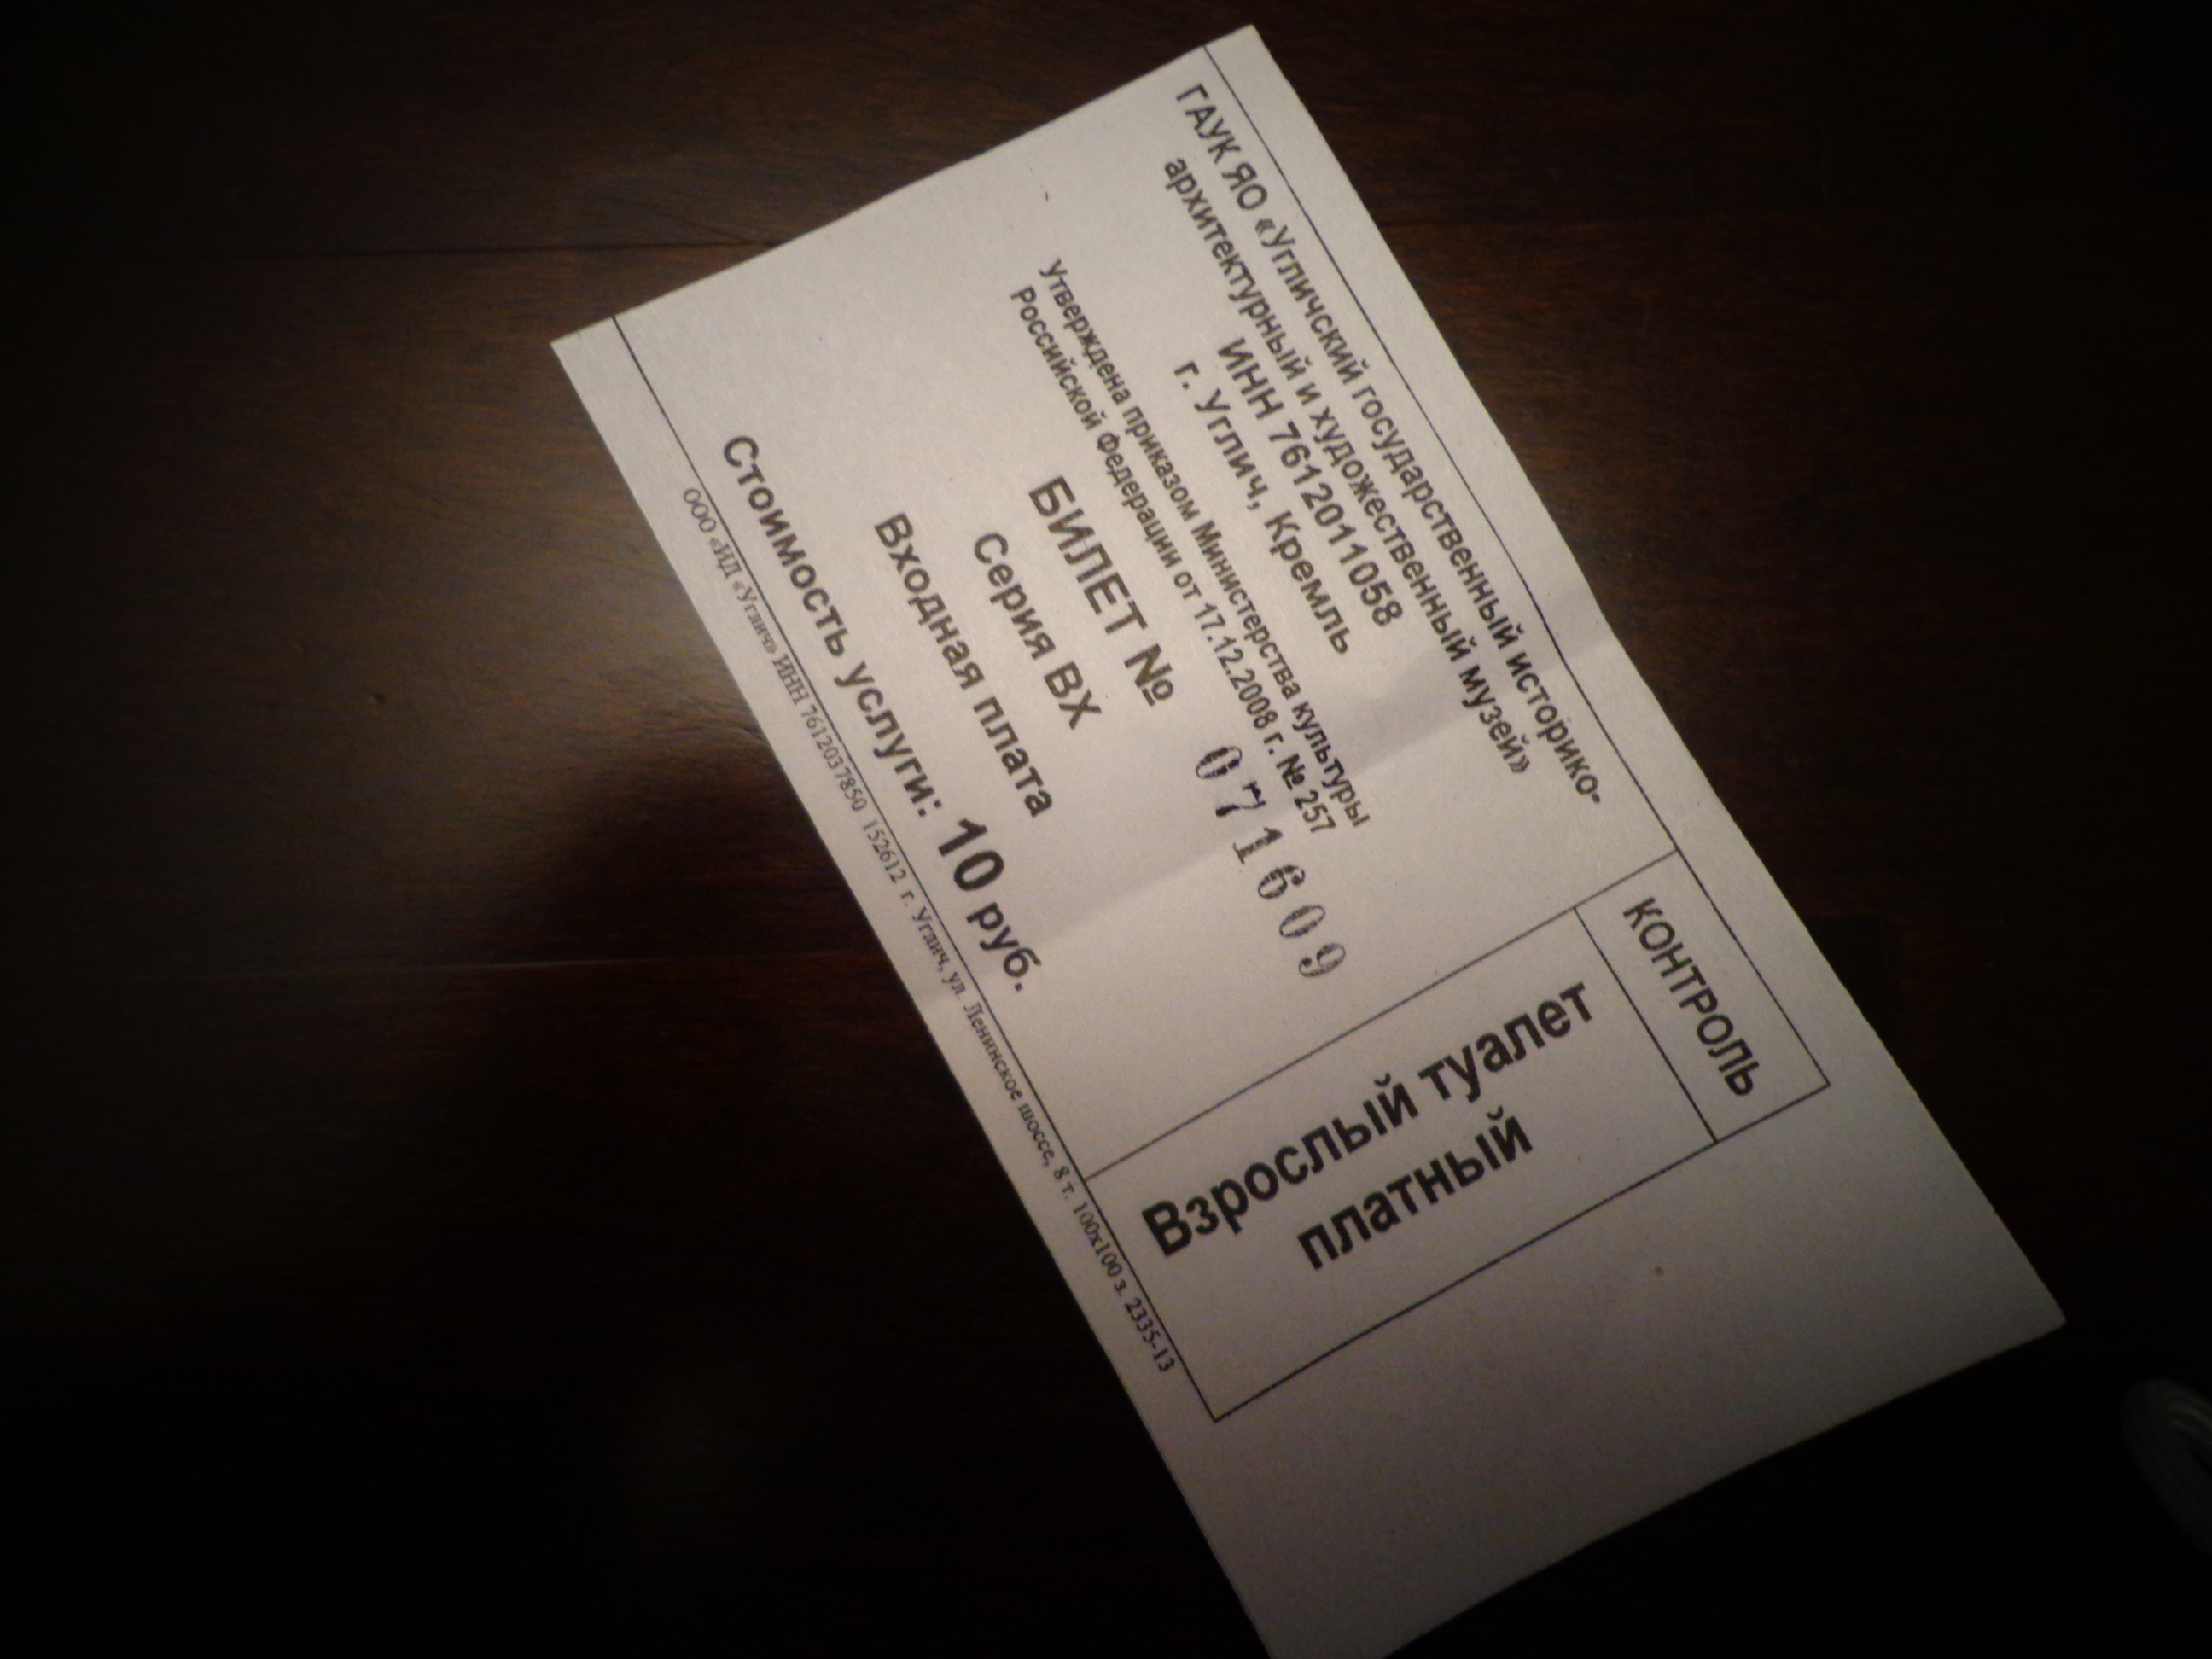 ГАУК ЯО «Угличский государственный историко-
архитектурный и художественный музей»
ИНН 7612011058
г. Углич, Кремль
Утверждена приказом Министерства культуры
Российской Федерации от 17.12.2008 г. № 257
БИЛЕТ № 071609
Серия ВХ
Входная плата
Стоимость услуги: 10 руб.
ООО «ИД «Углич» ИНН 7612037850 152612 г. Углич, ул. Ленинское шоссе, 8 т. 100х100 з. 2335-13
КОНТРОЛЬ
Взрослый туалет
платный